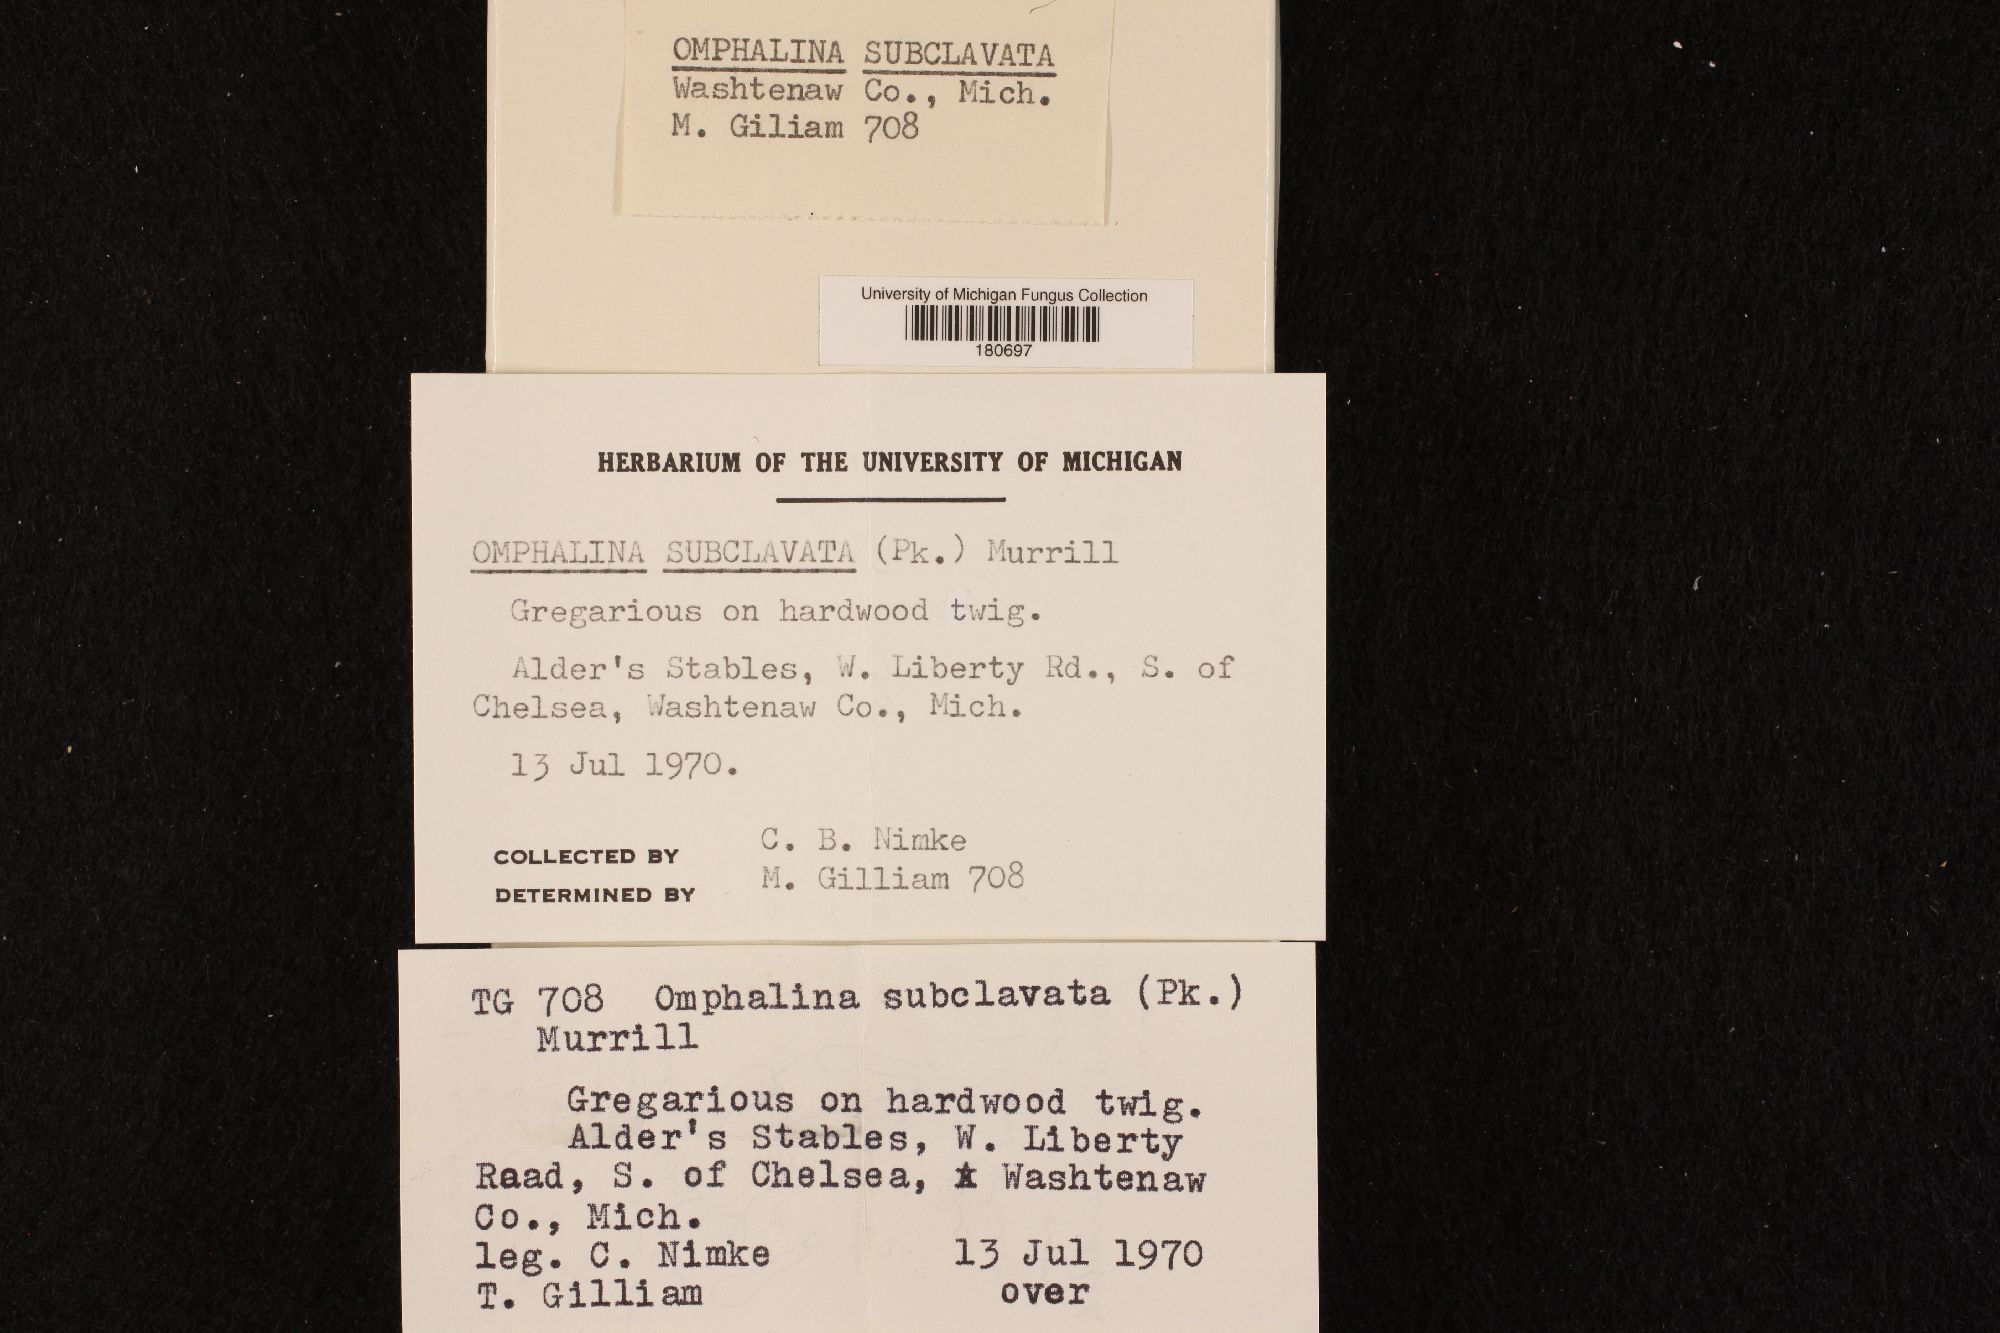 OMPHALINA SUBCLAVATA
Washtenaw Co., Mich.
M. Giliam 708
University of Michigan Fungus Collection
180697
HERBARIUM OF THE UNIVERSITY OF MICHIGAN
OMPHALINA SUBCLAVATA (Pk.) Murrill
Gregarious on hardwood twig.
Alder's Stables, W. Liberty Rd., S. of
Chelsea, Washtenaw Co., Mich.
13 Jul 1970.
COLLECTED BY C. B. Nimke
DETERMINED BY M. Gilliam 708
TG 708 Omphalina subclavata (Pk.)
Murrill
Gregarious on hardwood twig.
Alder's Stables, W. Liberty
Raad, S. of Chelsea, Washtenaw
Co., Mich.
leg. C. Nimke 13 Jul 1970
T. Gilliam over